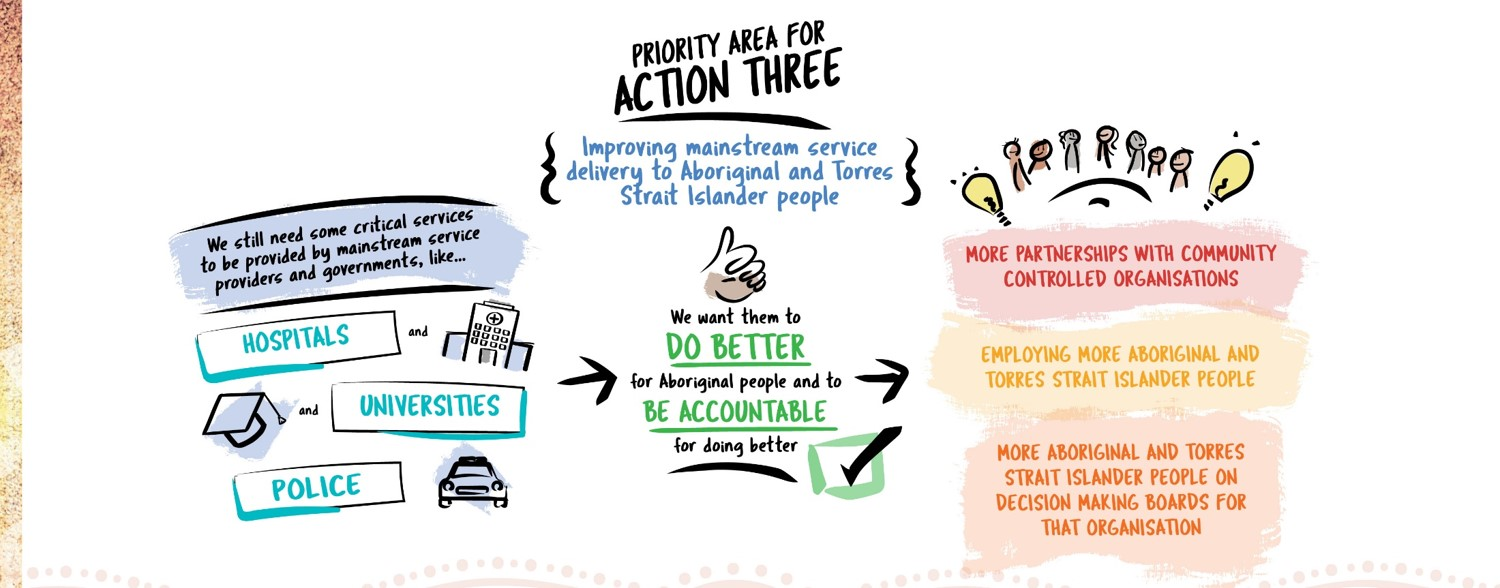 PRIORITY AREA FOR
ACTION THREE
Improving mainstream service
delivery to Aboriginal and Torres
Strait Islander people
We still need some critical services
to be provided by mainstream service
providers and governments, like...
HOSPITALS and
and UNIVERSITIES
POLICE
We want them to
DO BETTER
for Aboriginal people and to
BE ACCOUNTABLE
for doing better
MORE PARTNERSHIPS WITH COMMUNITY
CONTROLLED ORGANISATIONS
EMPLOYING MORE ABORIGINAL AND
TORRES STRAIT ISLANDER PEOPLE
MORE ABORIGINAL AND TORRES
STRAIT ISLANDER PEOPLE ON
DECISION MAKING BOARDS FOR
THAT ORGANISATION